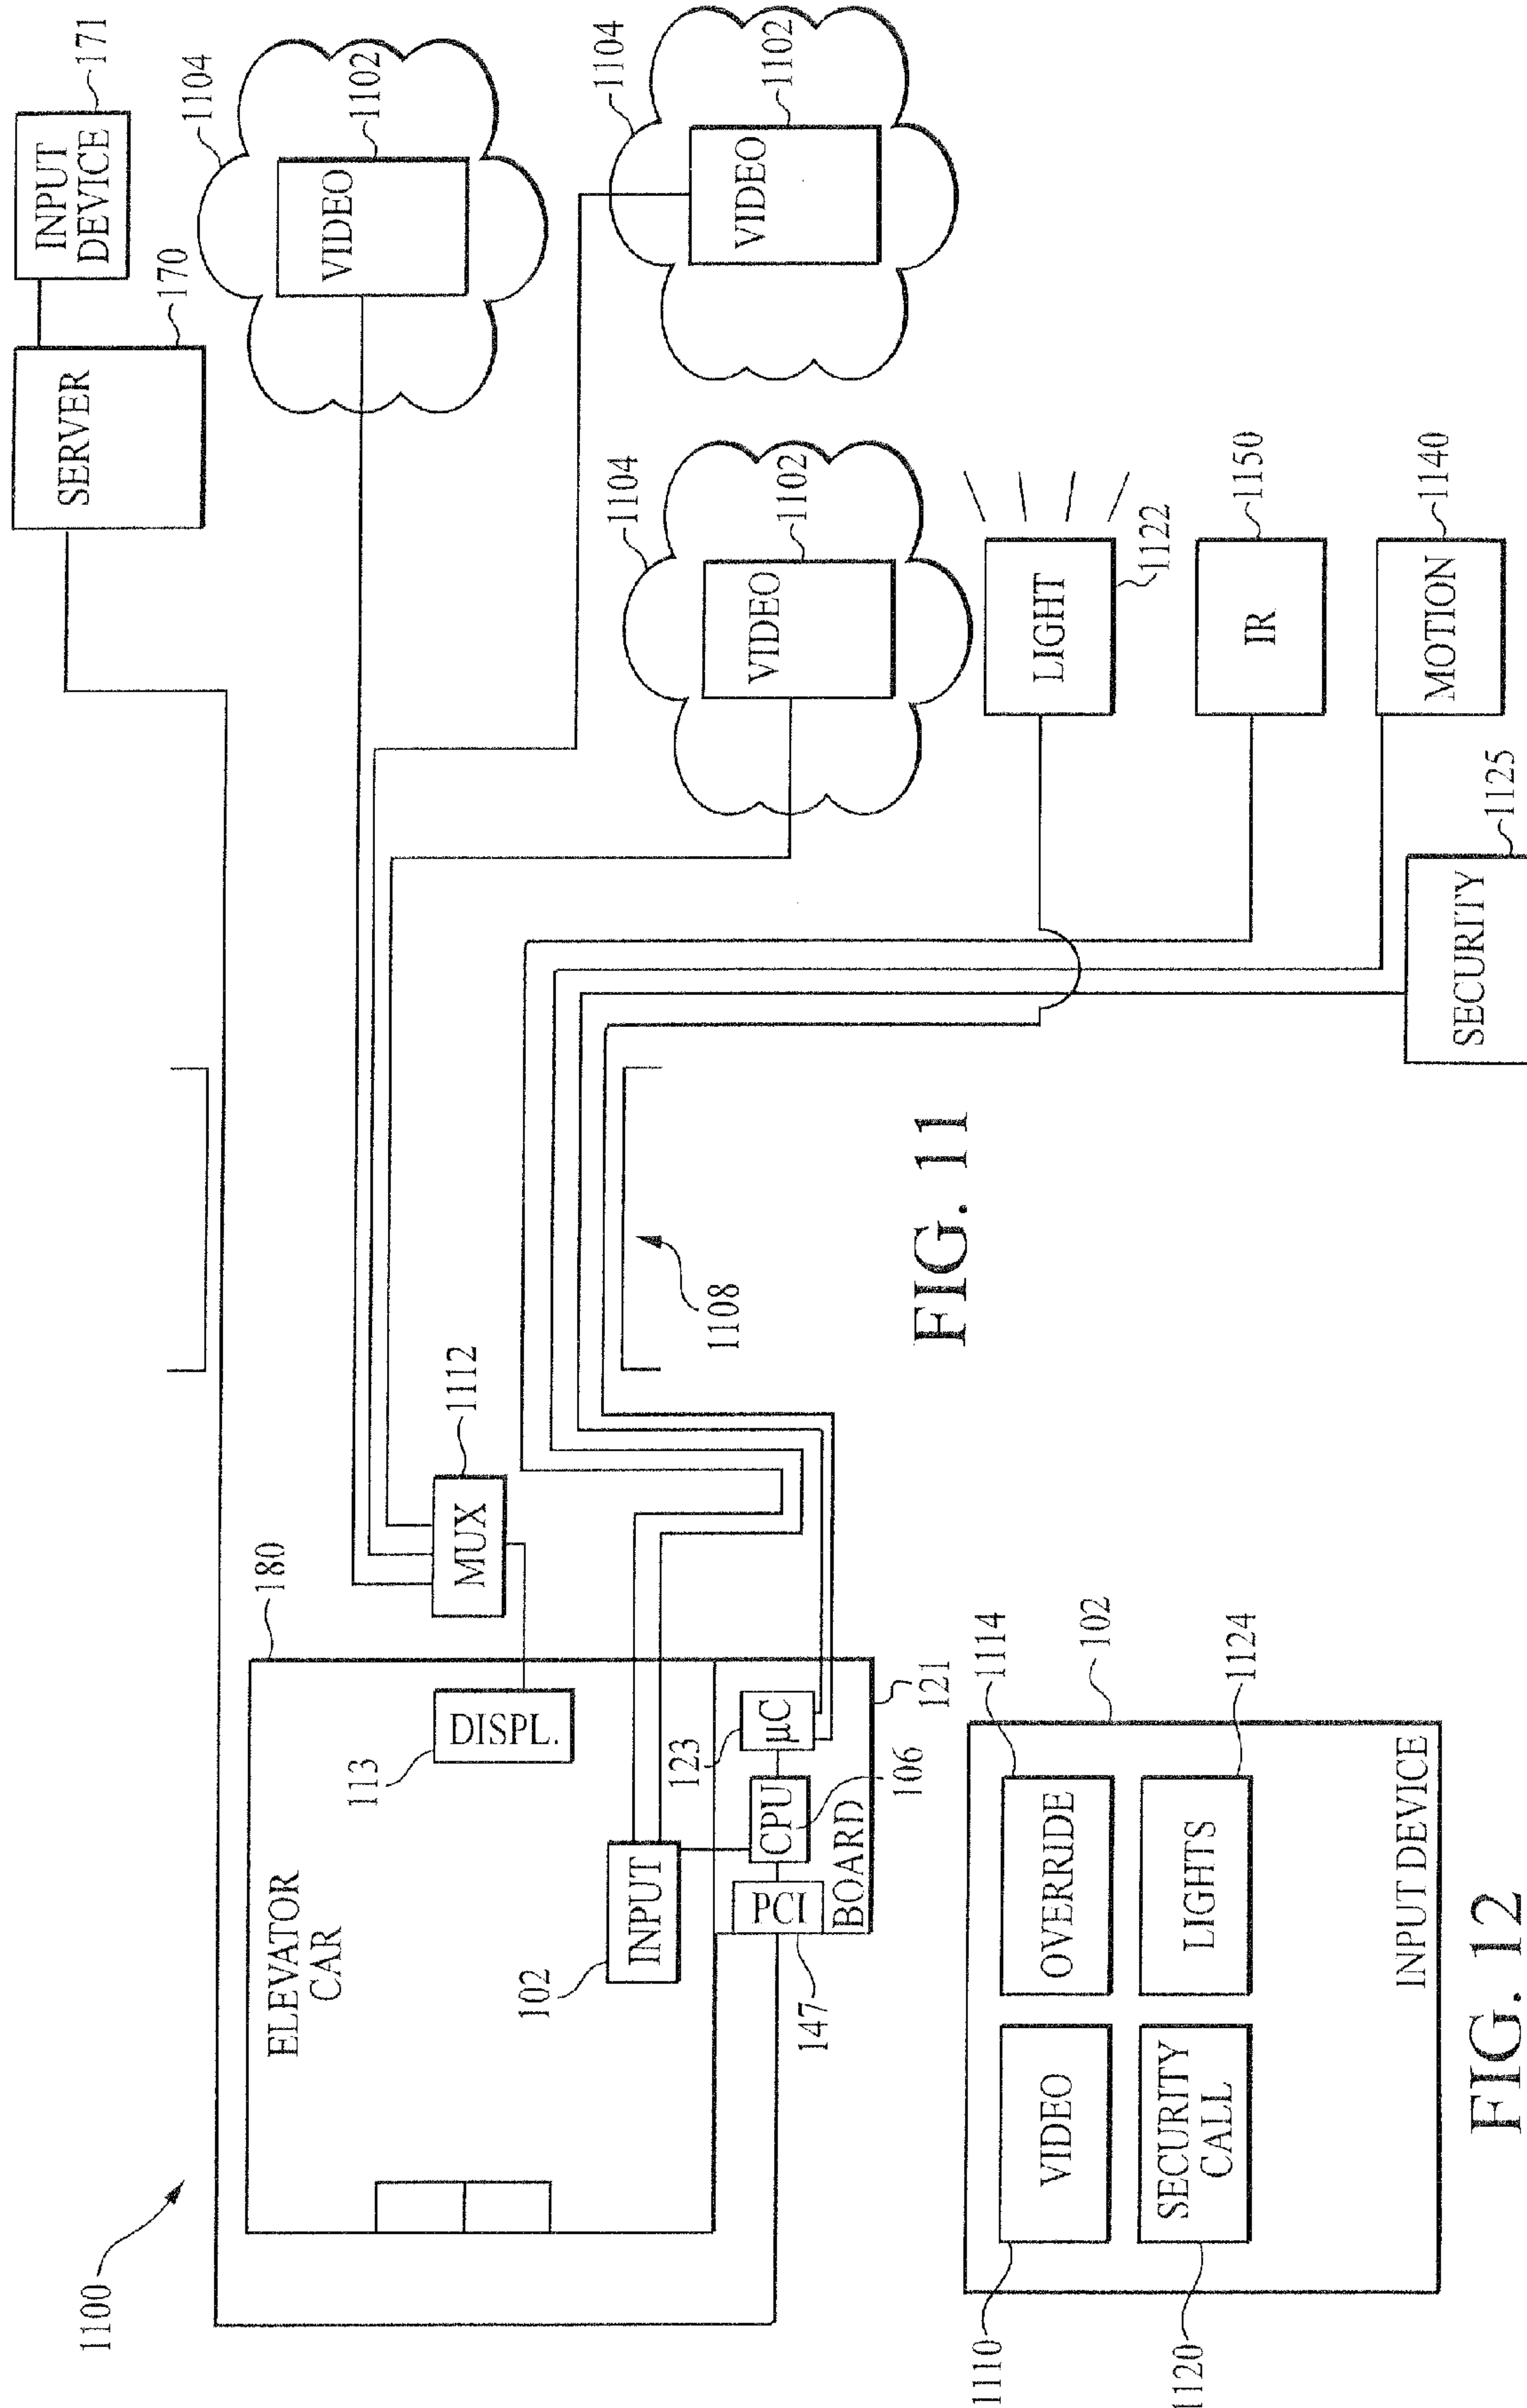 1100
ELEVATOR
CAR
180
DISPL.
113
INPUT
102
µC
123
CPU
106
PCI
147
BOARD
121
MUX
1112
1108
SERVER
170
INPUT
DEVICE
171
VIDEO
1102
1104
VIDEO
1102
1104
VIDEO
1102
1104
LIGHT
1122
IR
1150
MOTION
1140
SECURITY
1125
FIG. 11
VIDEO
1110
OVERRIDE
1114
SECURITY
CALL
1120
LIGHTS
1124
102
INPUT DEVICE
FIG. 12